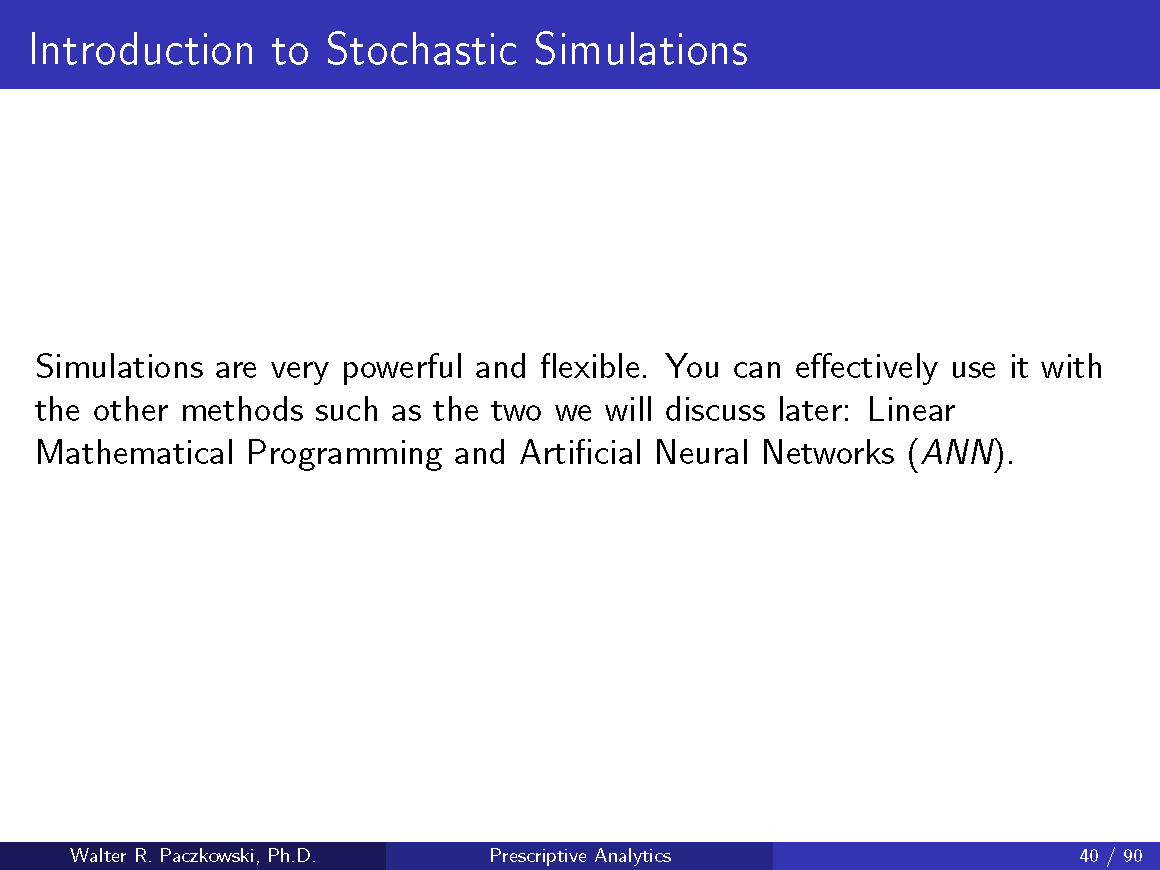 Introduction to Stochastic Simulations
Simulations are very powerful and flexible. You can effectively use it with
the other methods such as the two we will discuss later: Linear
Mathematical Programming and Artificial Neural Networks (ANN).
Walter R. Paczkowski, Ph.D.
Prescriptive Analytics
40 / 90